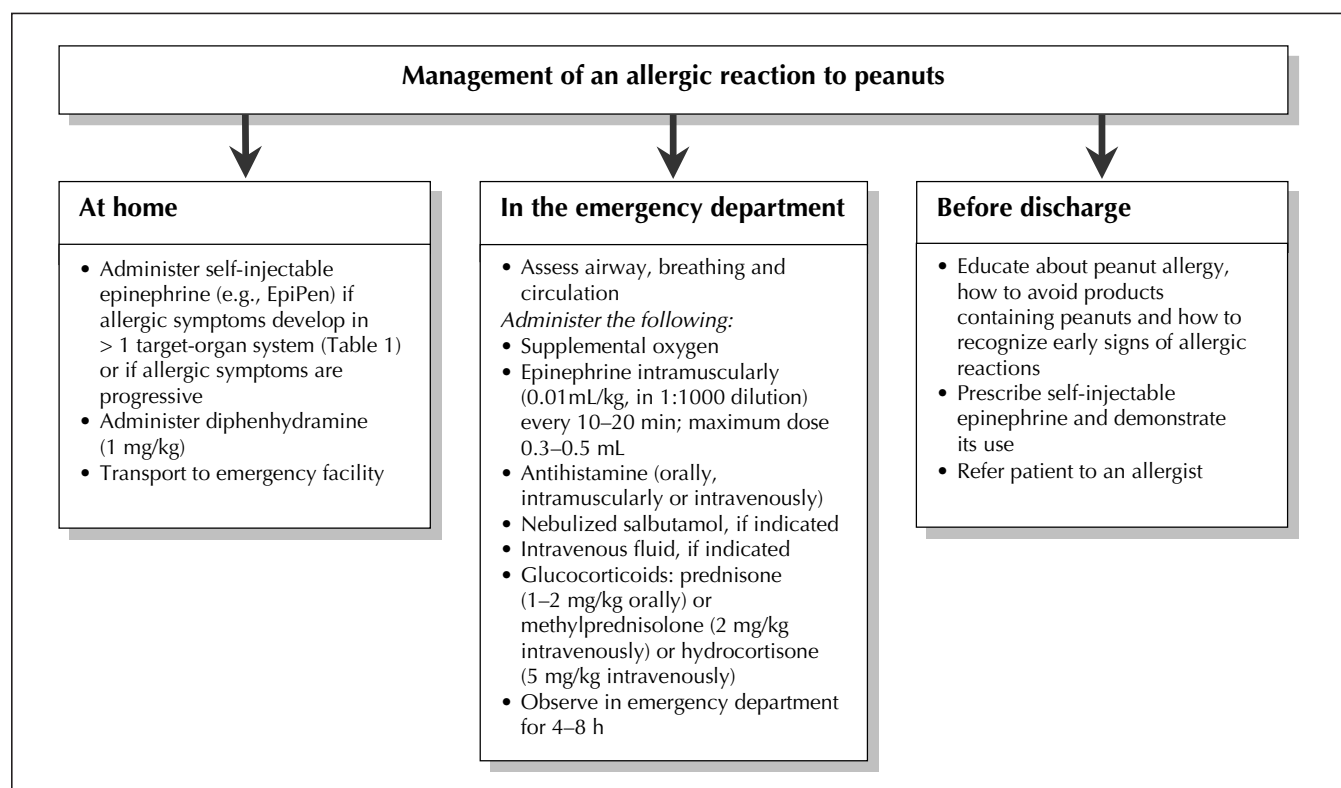 Management of an allergic reaction to peanuts
At home
• Administer self-injectable
epinephrine (e.g., EpiPen) if
allergic symptoms develop in
> 1 target-organ system (Table 1)
or if allergic symptoms are
progressive
• Administer diphenhydramine
(1 mg/kg)
• Transport to emergency facility
In the emergency department
• Assess airway, breathing and
circulation
Administer the following:
• Supplemental oxygen
• Epinephrine intramuscularly
(0.01mL/kg, in 1:1000 dilution)
every 10–20 min; maximum dose
0.3–0.5 mL
• Antihistamine (orally,
intramuscularly or intravenously)
• Nebulized salbutamol, if indicated
• Intravenous fluid, if indicated
• Glucocorticoids: prednisone
(1–2 mg/kg orally) or
methylprednisolone (2 mg/kg
intravenously) or hydrocortisone
(5 mg/kg intravenously)
• Observe in emergency department
for 4–8 h
Before discharge
• Educate about peanut allergy,
how to avoid products
containing peanuts and how to
recognize early signs of allergic
reactions
• Prescribe self-injectable
epinephrine and demonstrate
its use
• Refer patient to an allergist